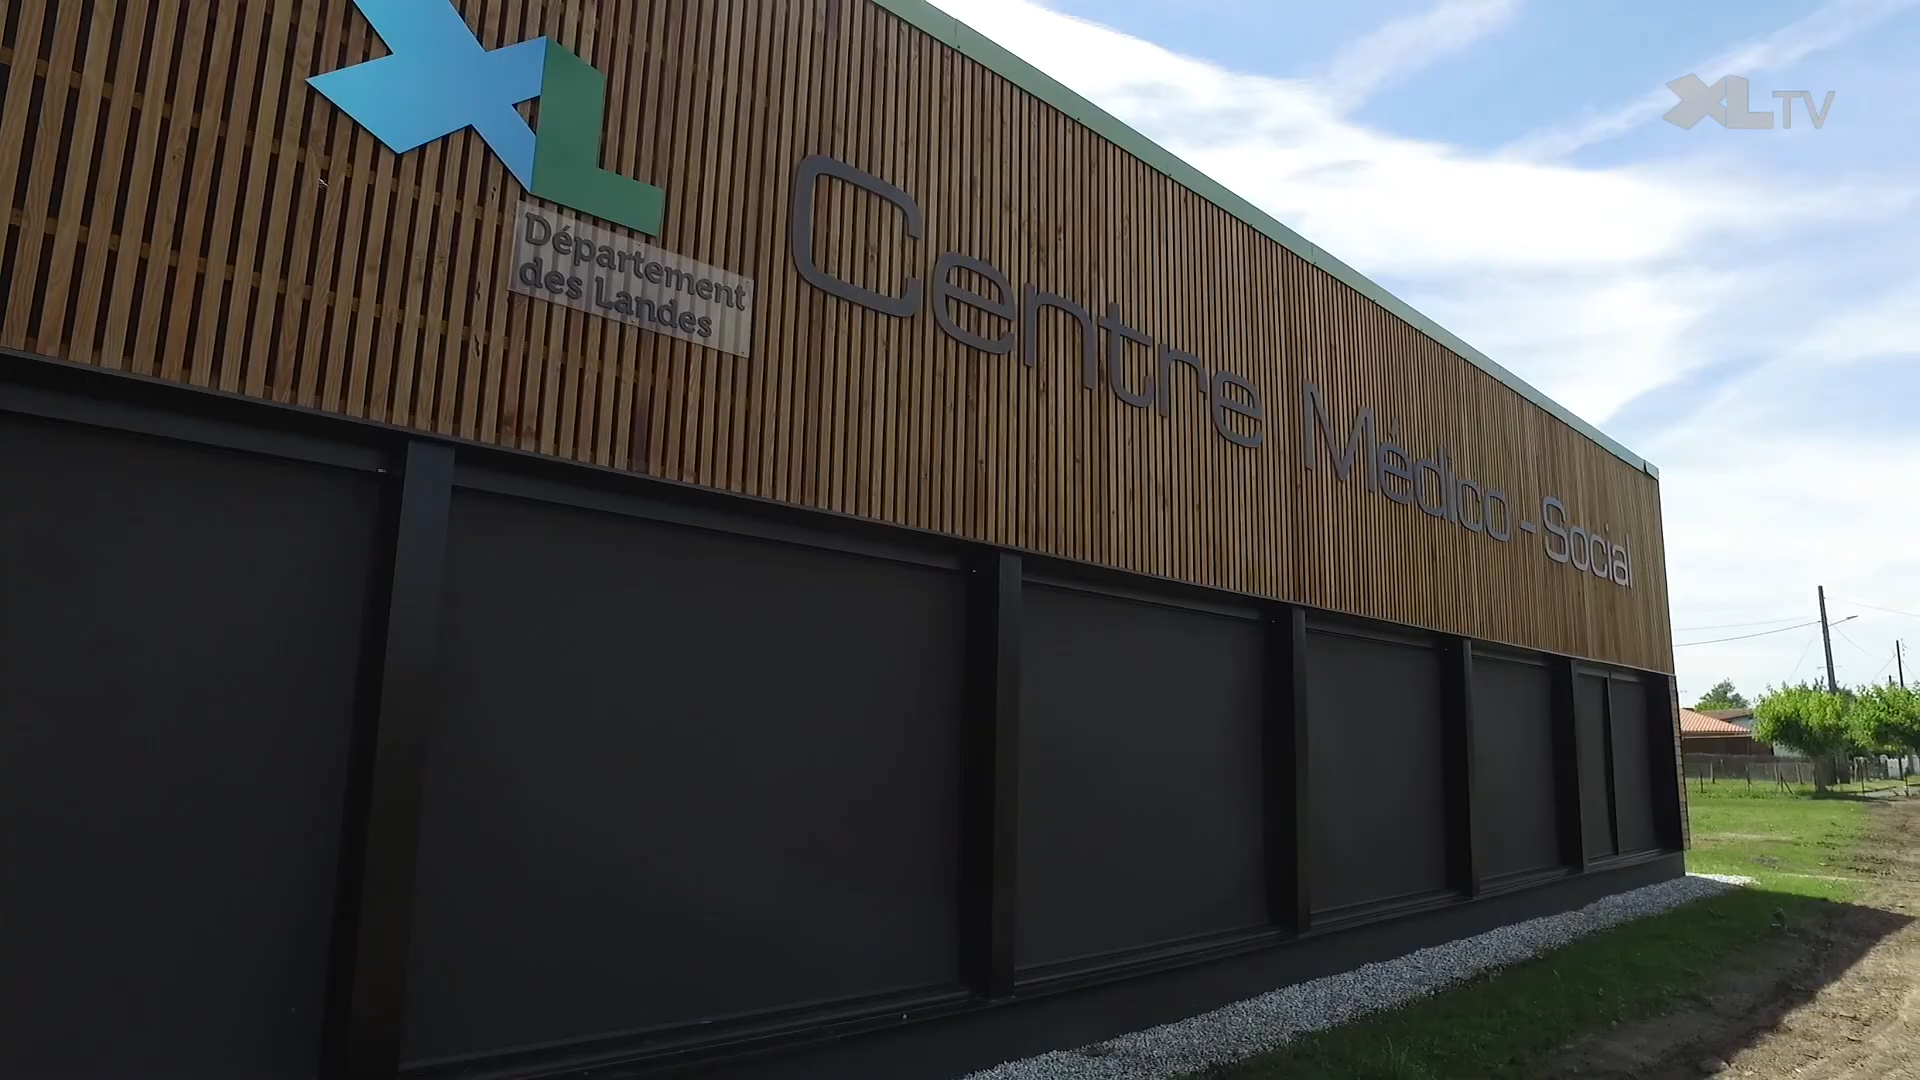 XL
Département
des Landes
Centre Médico-Social
XLTV